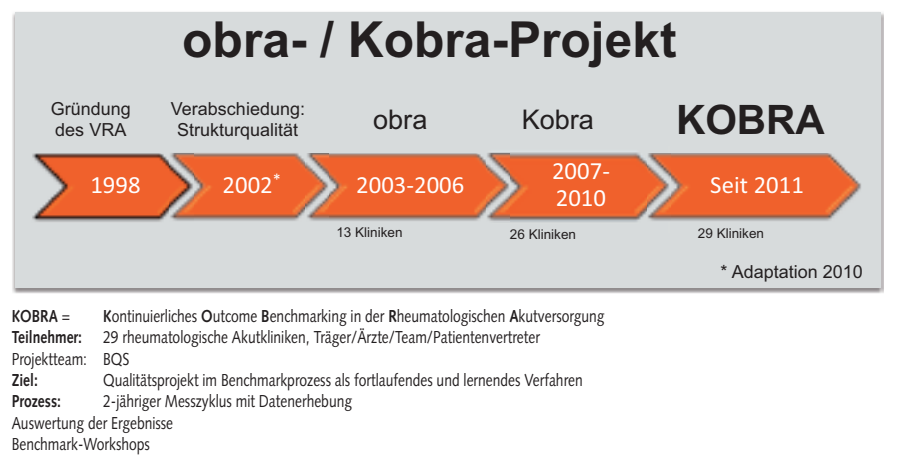 obra- / Kobra-Projekt
Gründung
des VRA
Verabschiedung:
Strukturqualität
obra
Kobra
KOBRA
1998
2002*
2003-2006
2007-
2010
Seit 2011
13 Kliniken
26 Kliniken
29 Kliniken
* Adaptation 2010
KOBRA = Kontinuierliches Outcome Benchmarking in der Rheumatologischen Akutversorgung
Teilnehmer: 29 rheumatologische Akutkliniken, Träger/Ärzte/Team/Patientenvertreter
Projektteam: BQS
Ziel: Qualitätsprojekt im Benchmarkprozess als fortlaufendes und lernendes Verfahren
Prozess: 2-jähriger Messzyklus mit Datenerhebung
Auswertung der Ergebnisse
Benchmark-Workshops